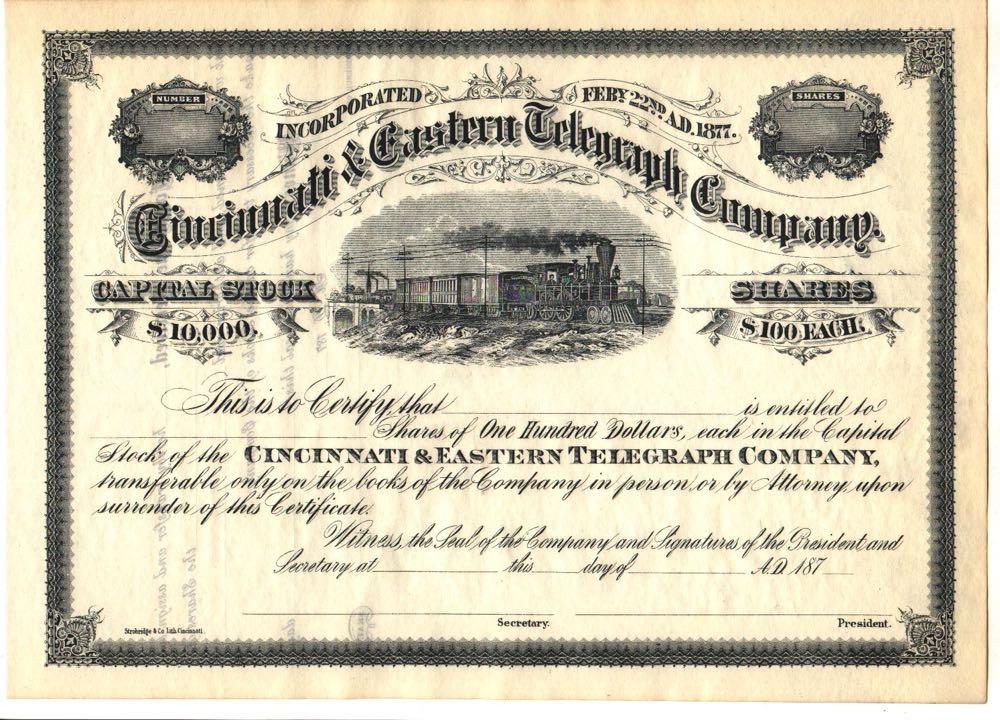 NUMBER
SHARES
INCORPORATED FEBY 22ND A.D. 1877.
Cincinnati & Eastern Telegraph Company.
CAPITAL STOCK
$10,000.
SHARES
$100 EACH.
This is to Certify that is entitled to
Shares of One Hundred Dollars, each in the Capital
Stock of the CINCINNATI & EASTERN TELEGRAPH COMPANY,
transferable only on the books of the Company in person or by Attorney upon
surrender of this Certificate.
Witness, the Seal of the Company and Signatures of the President and
Secretary at this day of A.D. 187
Secretary.
President.
Strobridge & Co. Lith. Cincinnati.